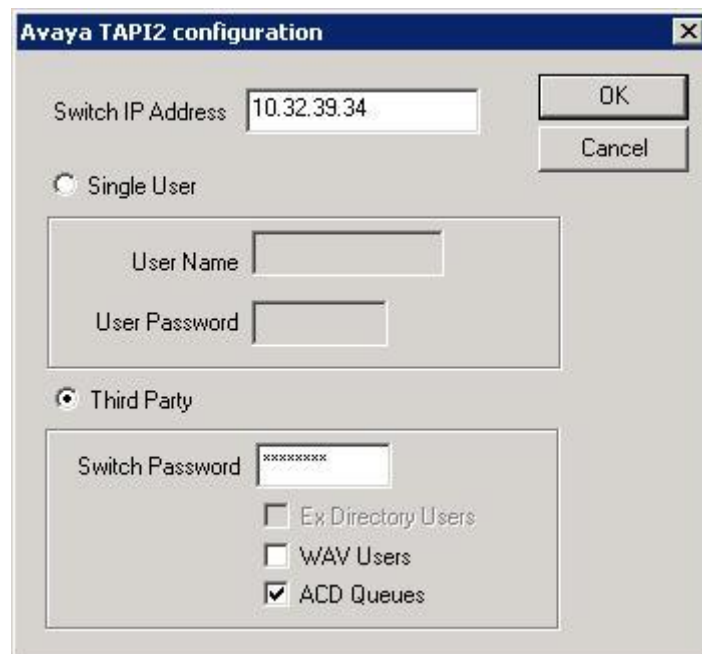 Avaya TAPI2 configuration
Switch IP Address 10.32.39.34
OK
Cancel
Single User
User Name
User Password
Third Party
Switch Password ********
Ex Directory Users
WAV Users
ACD Queues